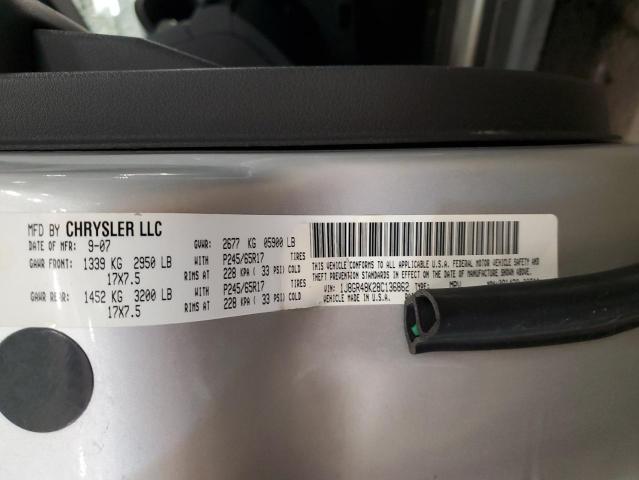 MFD BY CHRYSLER LLC
DATE OF MFR: 9-07 GVWR: 2677 KG 05900 LB
GAWR FRONT: 1339 KG 2950 LB WITH P245/65R17 TIRES
17X7.5 RIMS AT 228 KPA ( 33 PSI) COLD
GAWR REAR: 1452 KG 3200 LB WITH P245/65R17 TIRES
17X7.5 RIMS AT 228 KPA ( 33 PSI) COLD
THIS VEHICLE CONFORMS TO ALL APPLICABLE U.S.A. FEDERAL MOTOR VEHICLE SAFETY AND
THEFT PREVENTION STANDARDS IN EFFECT ON THE DATE OF MANUFACTURE SHOWN ABOVE.
VIN: 1J8GR48K28C136862 TYPE: MPV
VEHICLE MADE IN U.S.A.